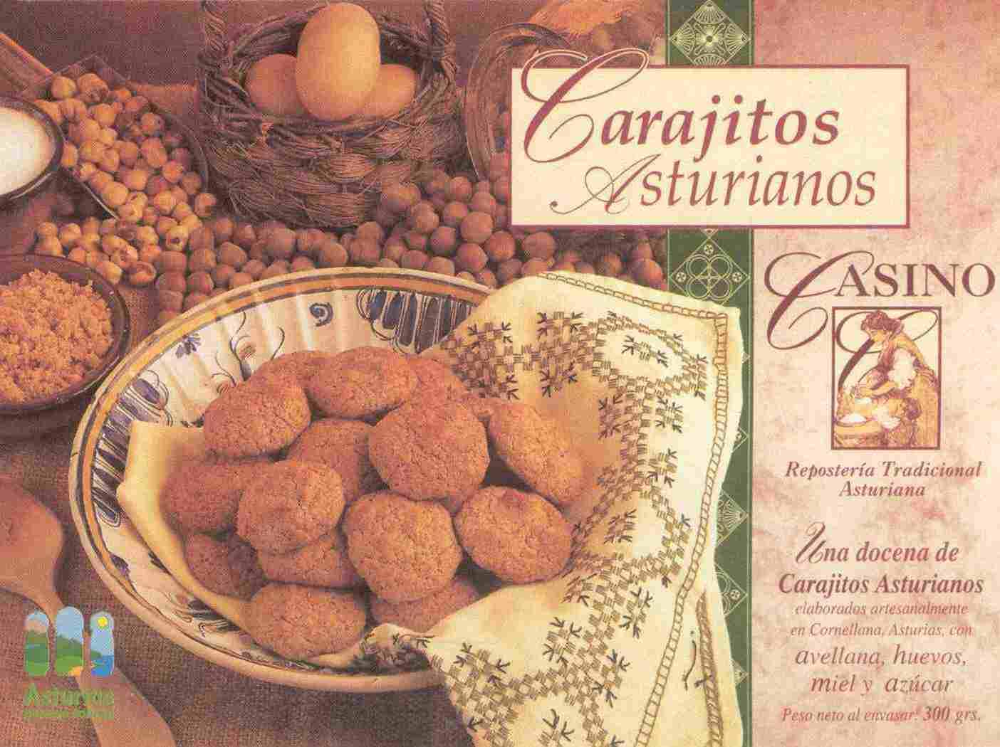 Carajitos
Asturianos
CASINO
Repostería Tradicional
Asturiana
Una docena de
Carajitos Asturianos
elaborados artesanalmente
en Cornellana, Asturias, con
avellana, huevos,
miel y azúcar
Peso neto al envasar: 300 grs.
Asturias